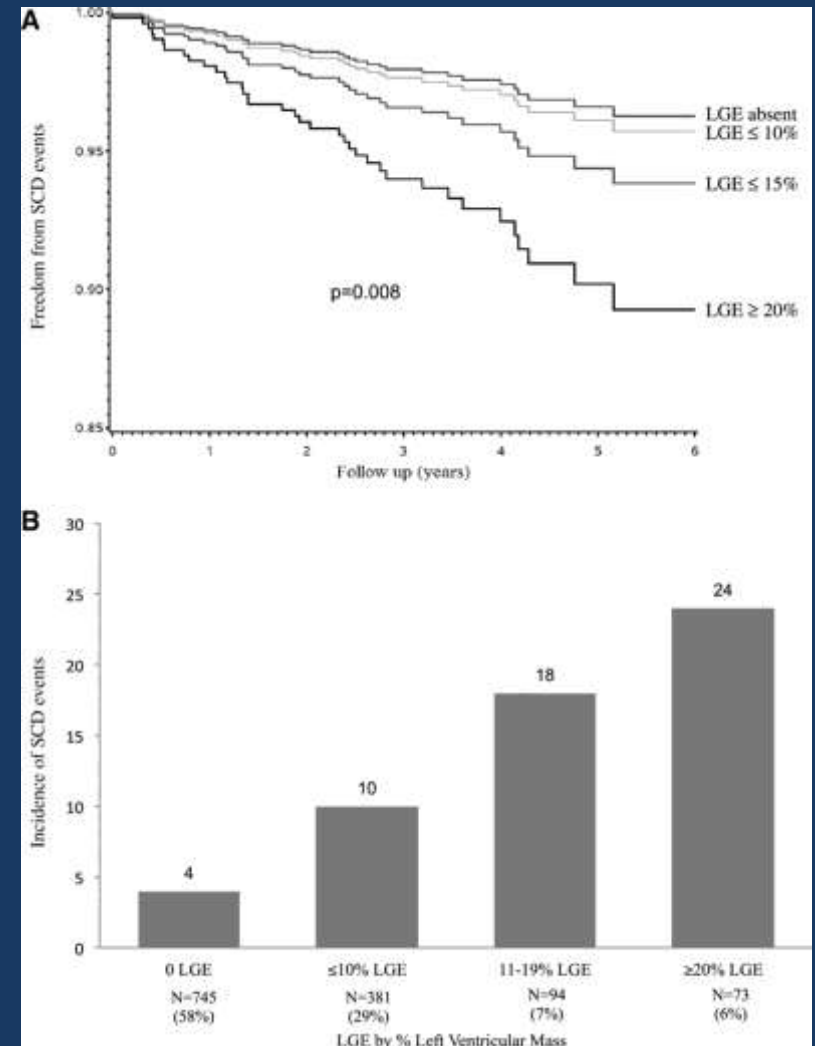 A
1.00
0.95
0.90
0.85
Freedom from SCD events
LGE absent
LGE ≤ 10%
LGE ≤ 15%
LGE ≥ 20%
p=0.008
0 1 2 3 4 5 6
Follow up (years)
B
30
25
20
15
10
5
0
Incidence of SCD events
4
10
18
24
0 LGE ≤10% LGE 11-19% LGE ≥20% LGE
N=745 N=381 N=94 N=73
(58%) (29%) (7%) (6%)
LGE by % Left Ventricular Mass